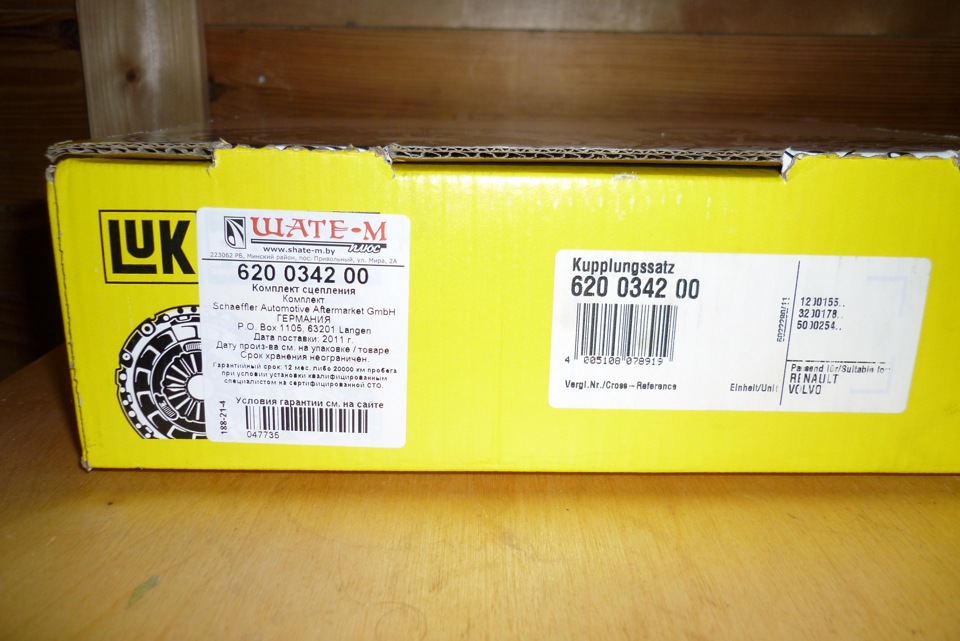 LUK
ШАТЕ-М
плюс
www.shate-m.by
223062 РБ, Минский район, пос. Привольный, ул. Мира, 2А
620 0342 00
Комплект сцепления
Комплект
Schaeffler Automotive Aftermarket GmbH
ГЕРМАНИЯ
P.O. Box 1105, 63201 Langen
Дата поставки: 2011 г.
Дату произ-ва см. на упаковке / товаре
Срок хранения неограничен.
Гарантийный срок: 12 мес. либо 20000 км пробега
при условии установки квалифицированным
специалистом на сертифицированной СТО.
Условия гарантии см. на сайте
188-21-4
047735
Kupplungssatz
620 0342 00
4 005108 078919
Vergl.Nr./Cross-Reference
Einheit/Unit
1200155..
3200178..
5000254..
Passend für/Suitable for:
RENAULT
VOLVO